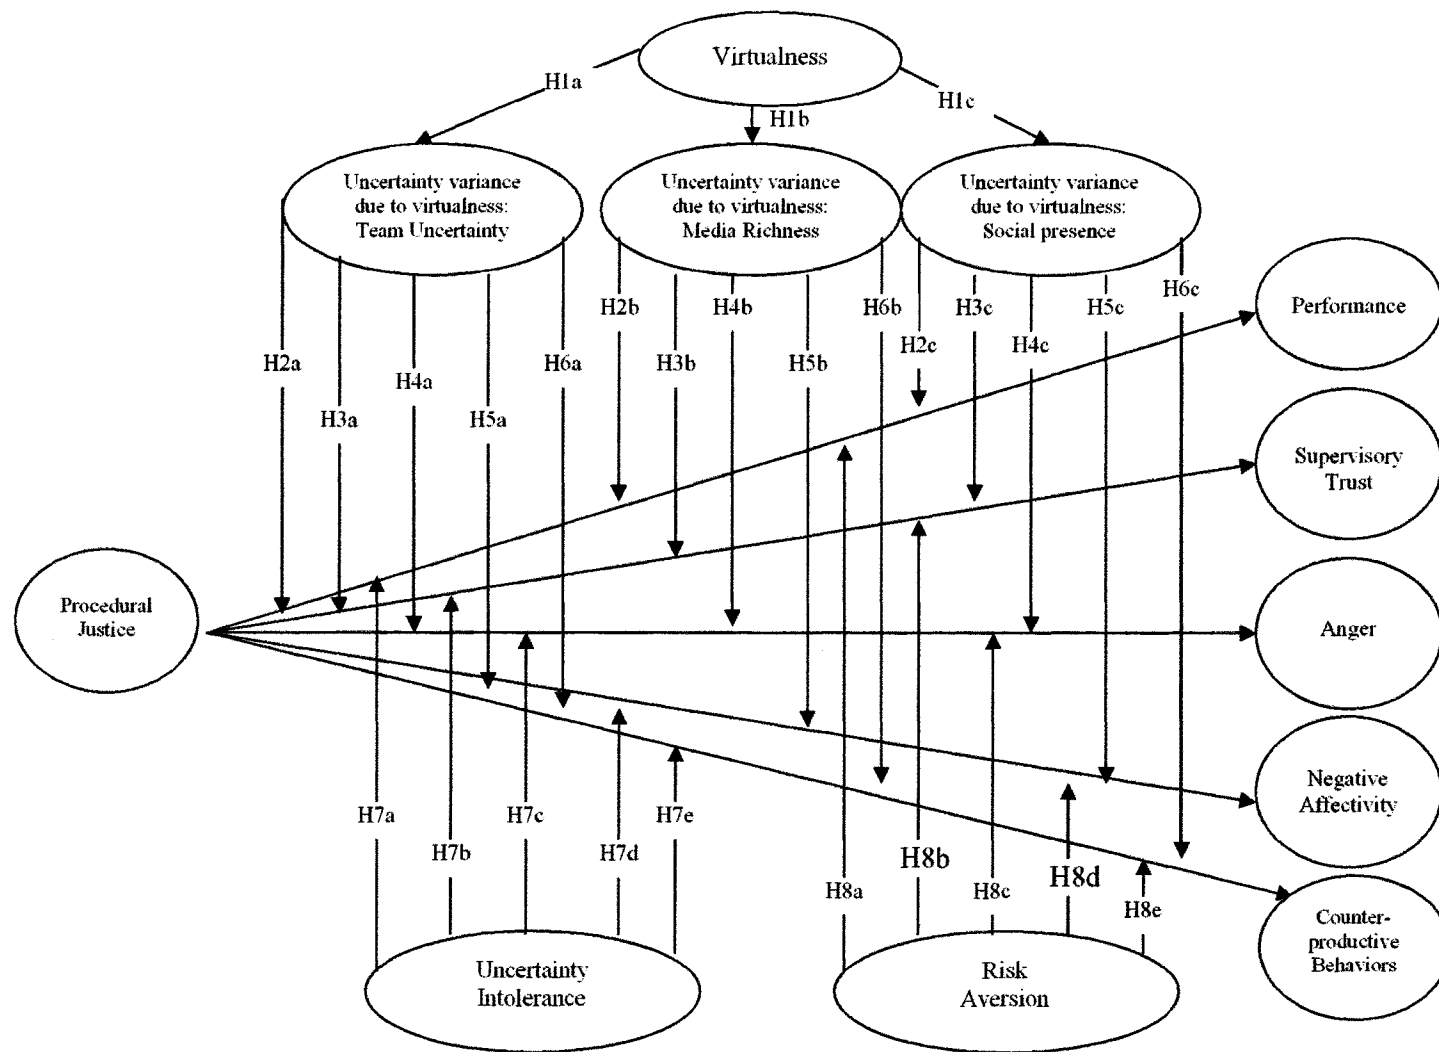 Virtualness
H1a
H1c
H1b
Uncertainty variance
due to virtualness:
Team Uncertainty
Uncertainty variance
due to virtualness:
Media Richness
Uncertainty variance
due to virtualness:
Social presence
H2a
H3a
H4a
H5a
H6a
H2b
H3b
H4b
H5b
H6b
H2c
H3c
H4c
H5c
H6c
Performance
Supervisory
Trust
Procedural
Justice
Anger
Negative
Affectivity
Counter-
productive
Behaviors
H7a
H7b
H7c
H7d
H7e
H8a
H8b
H8c
H8d
H8e
Uncertainty
Intolerance
Risk
Aversion